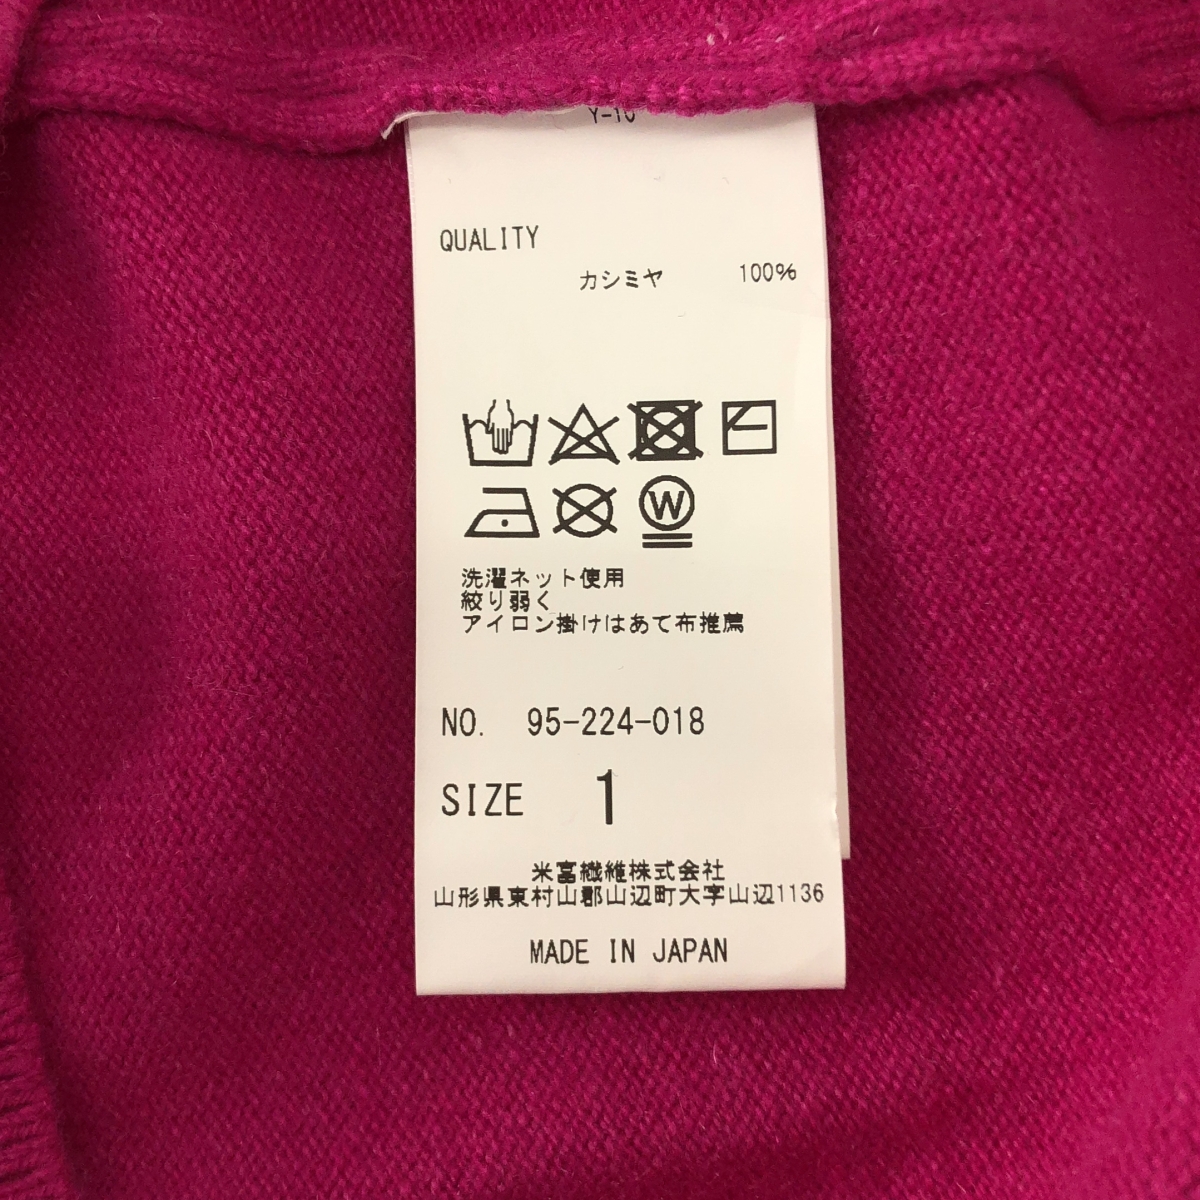 QUALITY
カシミヤ 100%
W
洗濯ネット使用
絞り弱く
アイロン掛けはあて布推薦
NO. 95-224-018
SIZE 1
米富繊維株式会社
山形県東村山郡山辺町大字山辺1136
MADE IN JAPAN